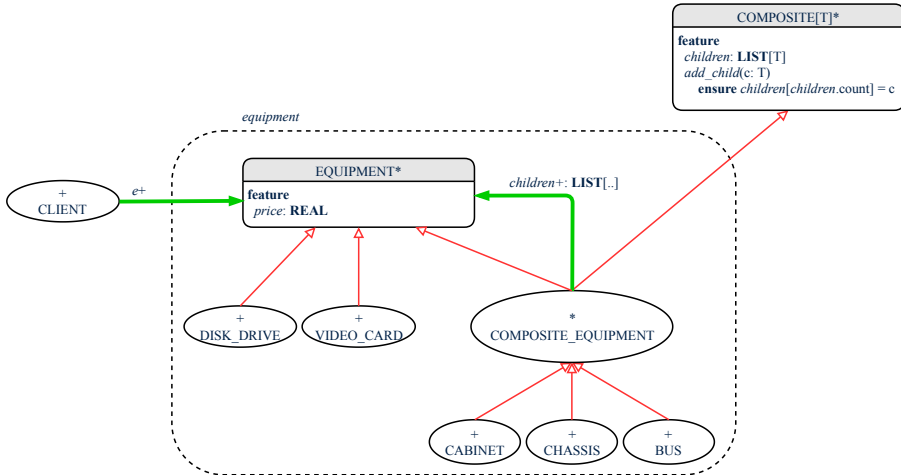 COMPOSITE[T]*
feature
children: LIST[T]
add_child(c: T)
ensure children[children.count] = c
equipment
EQUIPMENT*
feature
price: REAL
children+: LIST[..]
+
CLIENT
e+
+
DISK_DRIVE
+
VIDEO_CARD
*
COMPOSITE_EQUIPMENT
+
CABINET
+
CHASSIS
+
BUS